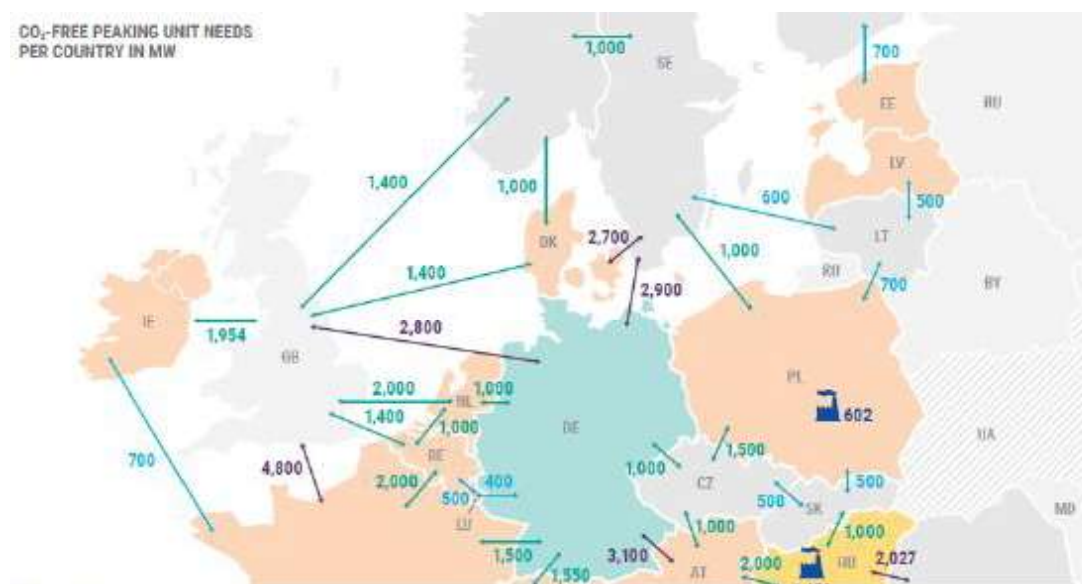 CO₂-FREE PEAKING UNIT NEEDS
PER COUNTRY IN MW
1,000
SE
700
EE
RU
1,400
1,000
LV
500
600
LT
DK
2,700
1,000
RU
700
BY
1,400
2,900
IE
1,954
GB
2,800
PL
602
2,000
NL
1,000
DE
UA
1,400
1,000
BE
1,500
700
4,800
2,000
500
400
LU
1,000
CZ
500
500
SK
MD
1,500
1,550
3,100
1,000
AT
2,000
1,000
HU
2,027